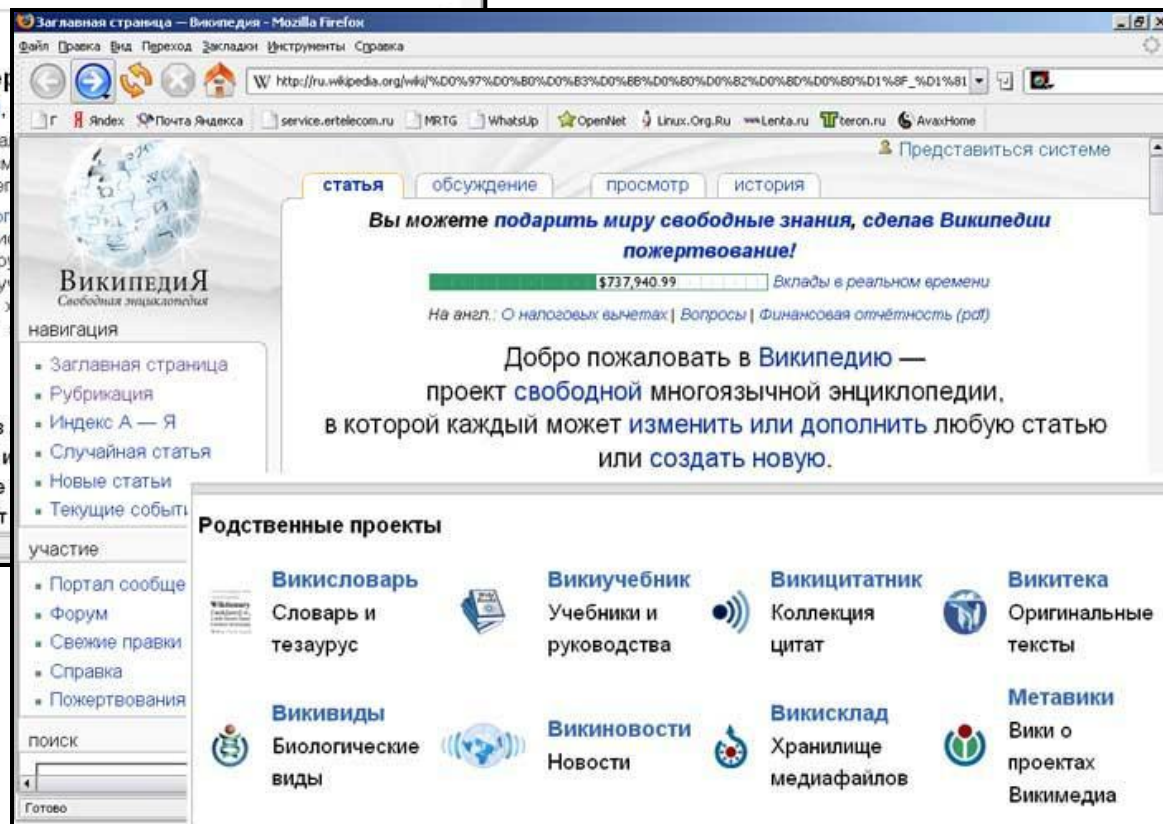 Заглавная страница — Википедия - Mozilla Firefox
Файл Правка Вид Переход Закладки Инструменты Справка
http://ru.wikipedia.org/wiki/%D0%97%D0%B0%D0%B3%D0%BB%D0%B0%D0%B2%D0%BD%D0%B0%D1%8F_%D1%81
Г Яndex Почта Яндекса service.ertelecom.ru MRTG WhatsUp OpenNet Linux.Org.Ru Lenta.ru teron.ru AvaxHome
Представиться системе
статья обсуждение просмотр история
Вы можете подарить миру свободные знания, сделав Википедии
пожертвование!
$737,940.99 Вклады в реальном времени
На англ.: О налоговых вычетах | Вопросы | Финансовая отчётность (pdf)
Добро пожаловать в Википедию —
проект свободной многоязычной энциклопедии,
в которой каждый может изменить или дополнить любую статью
или создать новую.
ВикипедиЯ
Свободная энциклопедия
навигация
Заглавная страница
Рубрикация
Индекс А — Я
Случайная статья
Новые статьи
Текущие событи
участие
Портал сообще
Форум
Свежие правки
Справка
Пожертвования
поиск
Готово
Родственные проекты
Викисловарь
Словарь и
тезаурус
Викиучебник
Учебники и
руководства
Викицитатник
Коллекция
цитат
Викитека
Оригинальные
тексты
Викивиды
Биологические
виды
Викиновости
Новости
Викисклад
Хранилище
медиафайлов
Метавики
Вики о
проектах
Викимедиа